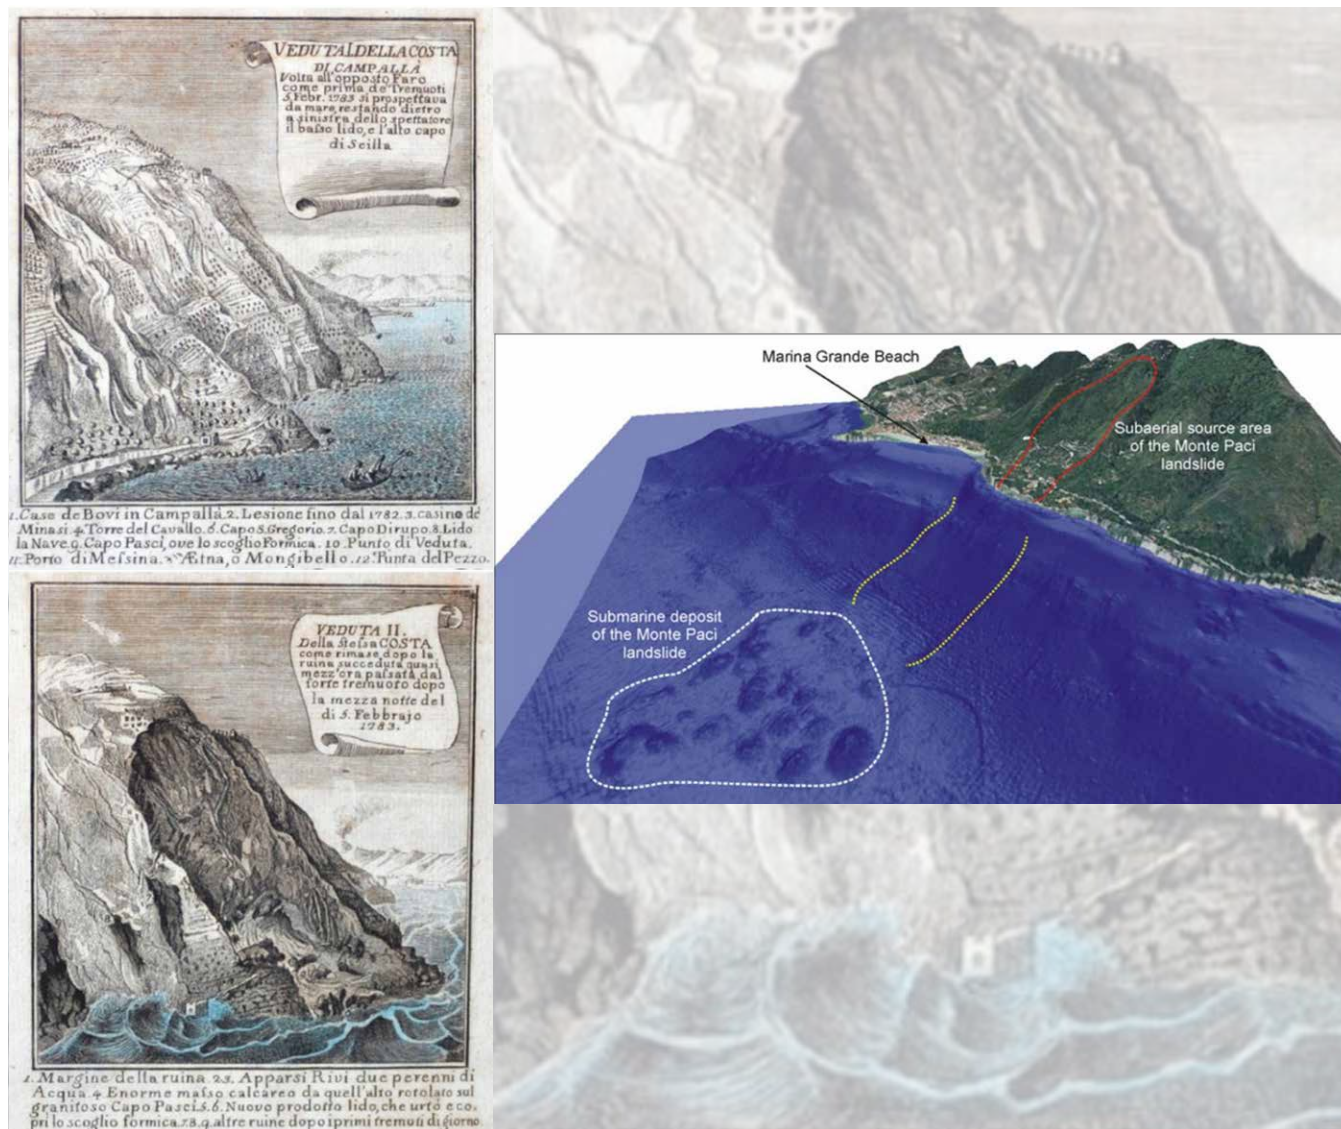 VEDUTA I DELLA COSTA
DI CAMPALLÀ
Volta all'opposto Faro
come prima de Tremuoti
5. Febr. 1783 si prospettava
da mare, restando dietro
a sinistra dello spettatore
il basso lido, e l'alto capo
di Scilla
1. Case de Bovi in Campallà. 2. Lesione fino dal 1782. 3. casino de
Minasi. 4. Torre del Cavallo. 6. Capo S. Gregorio. 7. Capo Dirupo. 8. Lido
la Nave. 9. Capo Pasci, ove lo scoglio Formica. 10. Punto di Veduta.
11. Porto di Messina. Ætna, o Mongibello. 12. Punta del Pezzo.
VEDUTA II.
Della stessa COSTA
come rimase dopo la
ruina succeduta quasi
mezz'ora passata dal
forte tremuoto dopo
la mezza notte del
di 5. Febbrajo
1783.
1. Margine della ruina. 2.3. Apparsi Rivi due perenni di
Acqua. 4. Enorme masso calcareo da quell'alto rotolato sul
granitoso Capo Pasci. 5.6. Nuovo prodotto lido, che urtò e co-
prì lo scoglio formica. 7.8.9. altre ruine dopo i primi tremuoti di giorno
Marina Grande Beach
Subaerial source area
of the Monte Paci
landslide
Submarine deposit
of the Monte Paci
landslide